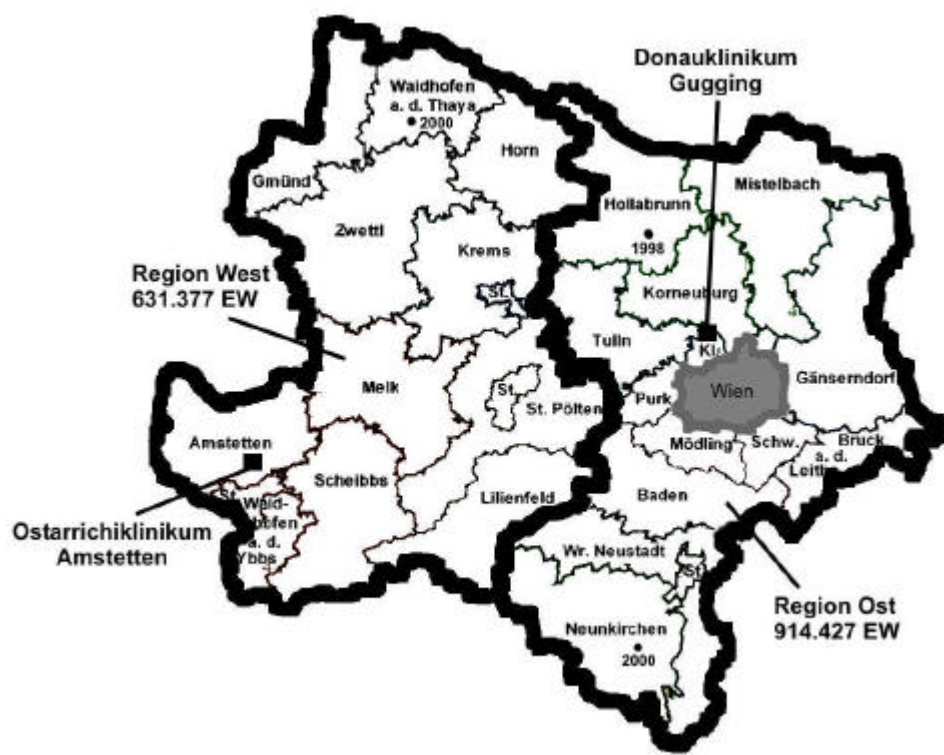 Donauklinikum
Gugging
Waidhofen
a. d. Thaya
2000
Horn
Gmünd
Mistelbach
Hollabrunn
Zwettl
1998
Krems
Region West
631.377 EW
St.
Korneuburg
Tulln
Kl.
Melk
Wien
Gänserndorf
St.
Purk
St. Pölten
Amstetten
Mödling
Schw.
Bruck
a. d.
Leitha
Scheibbs
St.
Lilienfeld
Baden
Waid-
hofen
a. d.
Ybbs
Ostarrichiklinikum
Amstetten
Wr. Neustadt
St.
Region Ost
914.427 EW
Neunkirchen
2000